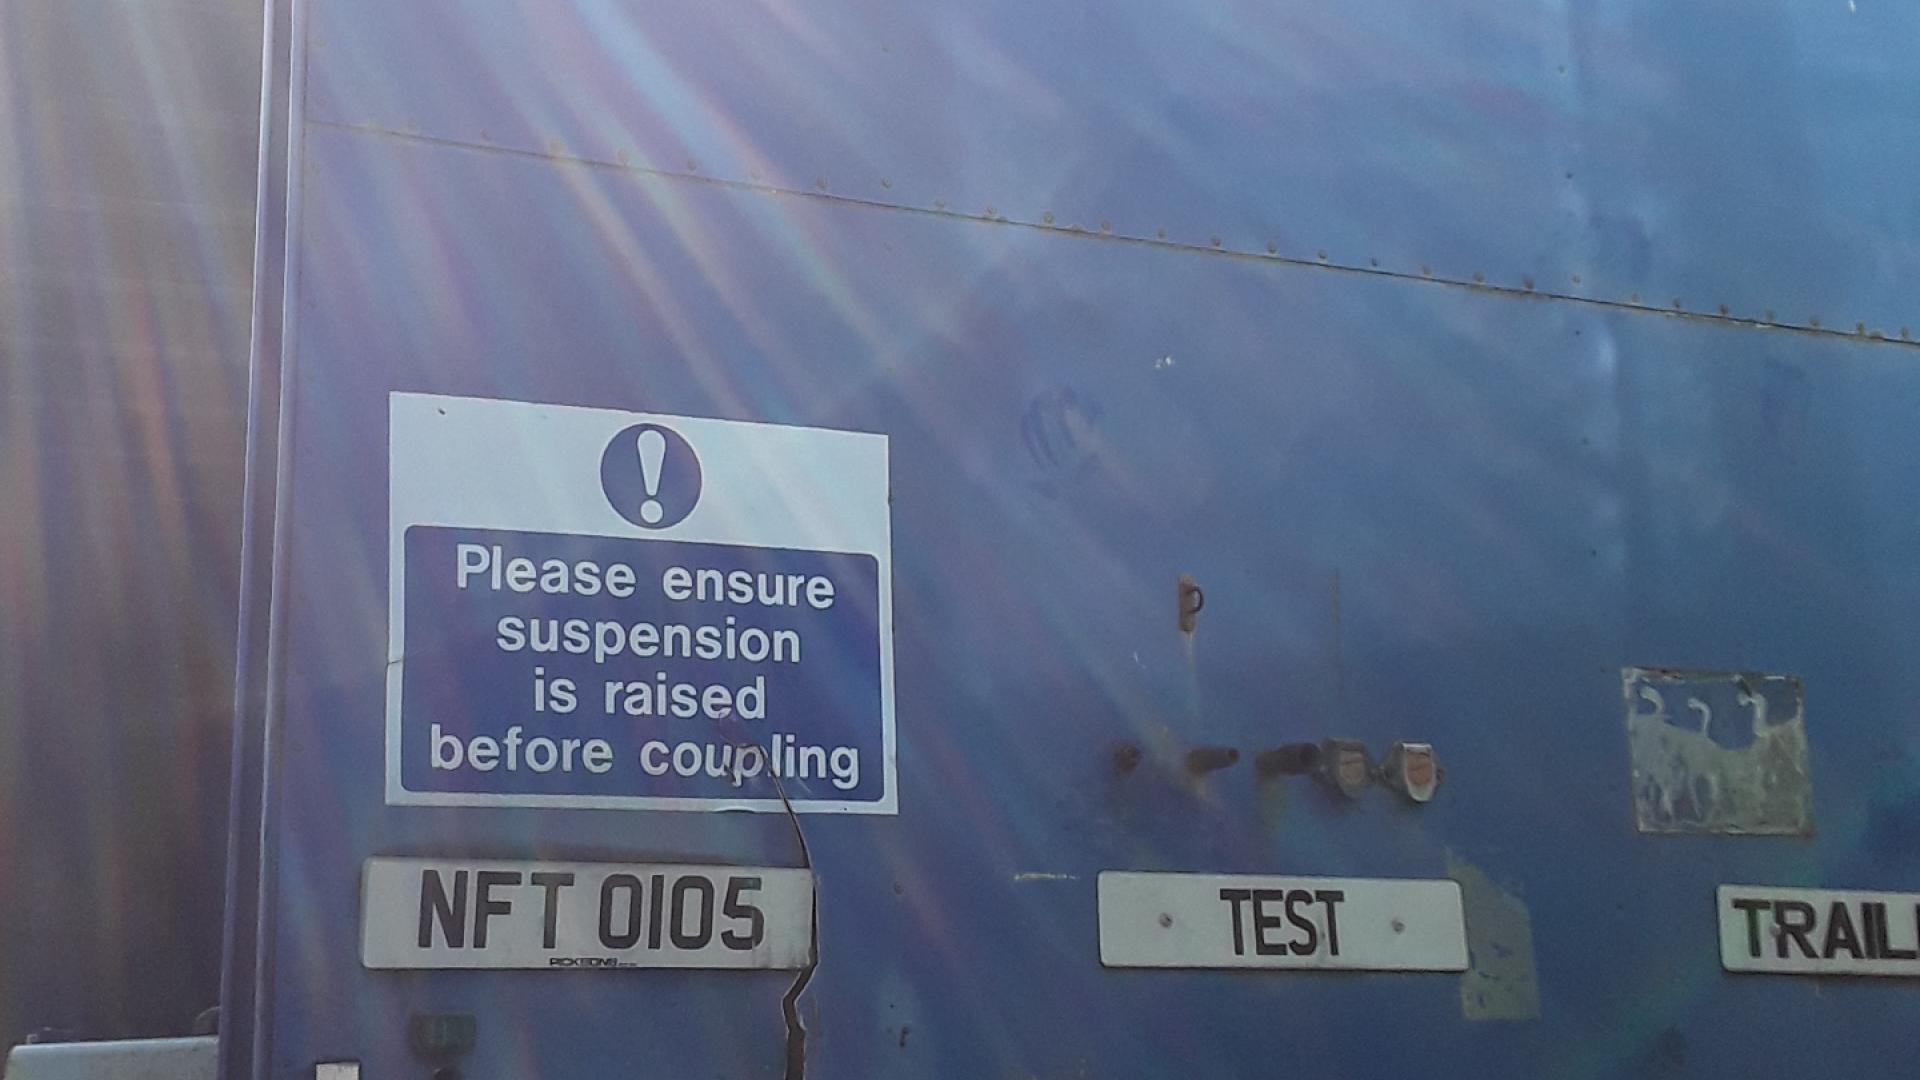 !
Please ensure
suspension
is raised
before coupling
NFT 0105
TEST
TRAIL